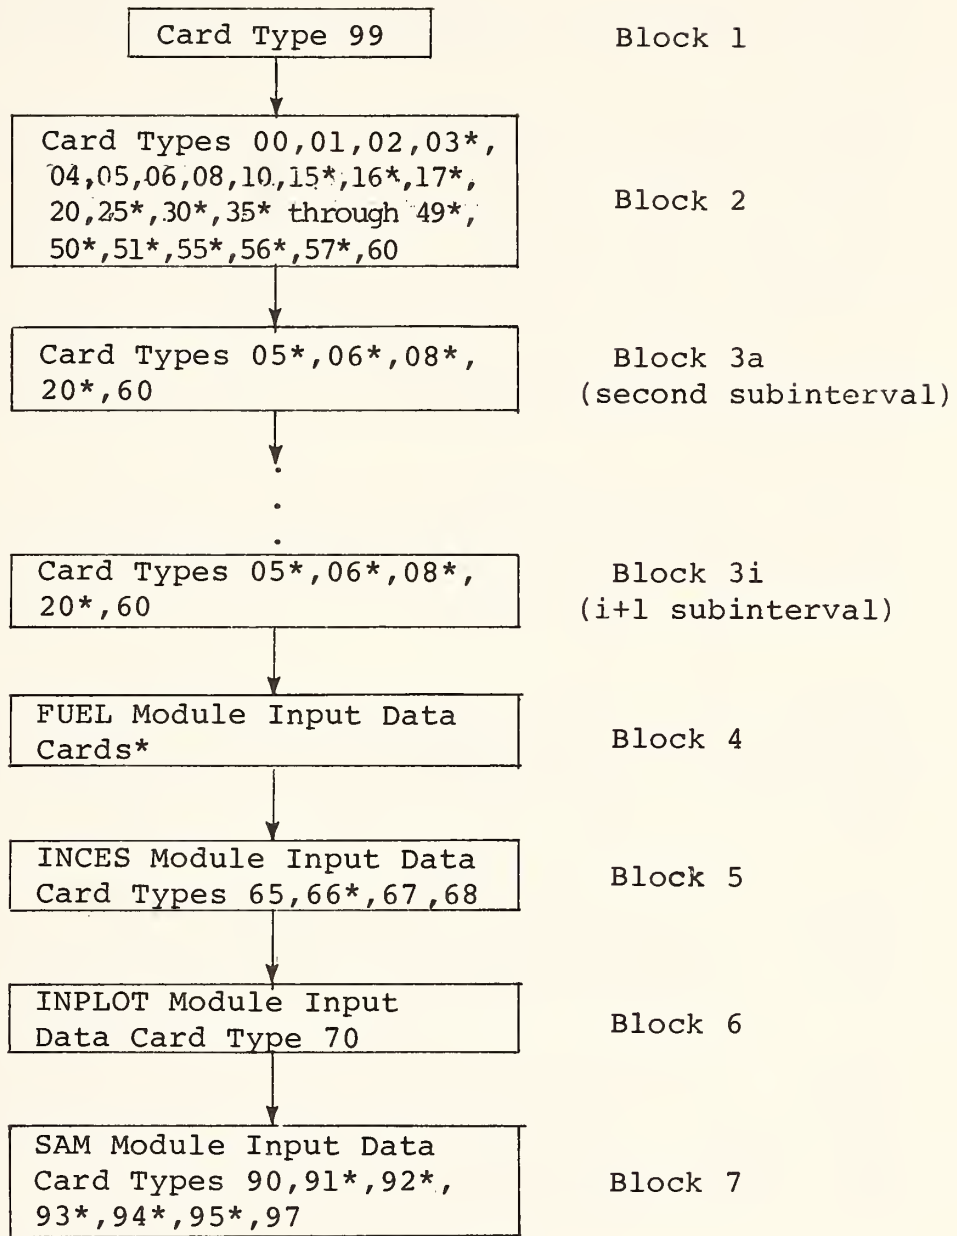 Card Type 99
Block 1
Card Types 00,01,02,03*,
04,05,06,08,10,15*,16*,17*,
20,25*,30*,35* through 49*,
50*,51*,55*,56*,57*,60
Block 2
Card Types 05*,06*,08*,
20*,60
Block 3a
(second subinterval)
.
.
.
Card Types 05*,06*,08*,
20*,60
Block 3i
(i+1 subinterval)
FUEL Module Input Data
Cards*
Block 4
INCES Module Input Data
Card Types 65,66*,67,68
Block 5
INPLOT Module Input
Data Card Type 70
Block 6
SAM Module Input Data
Card Types 90,91*,92*,
93*,94*,95*,97
Block 7